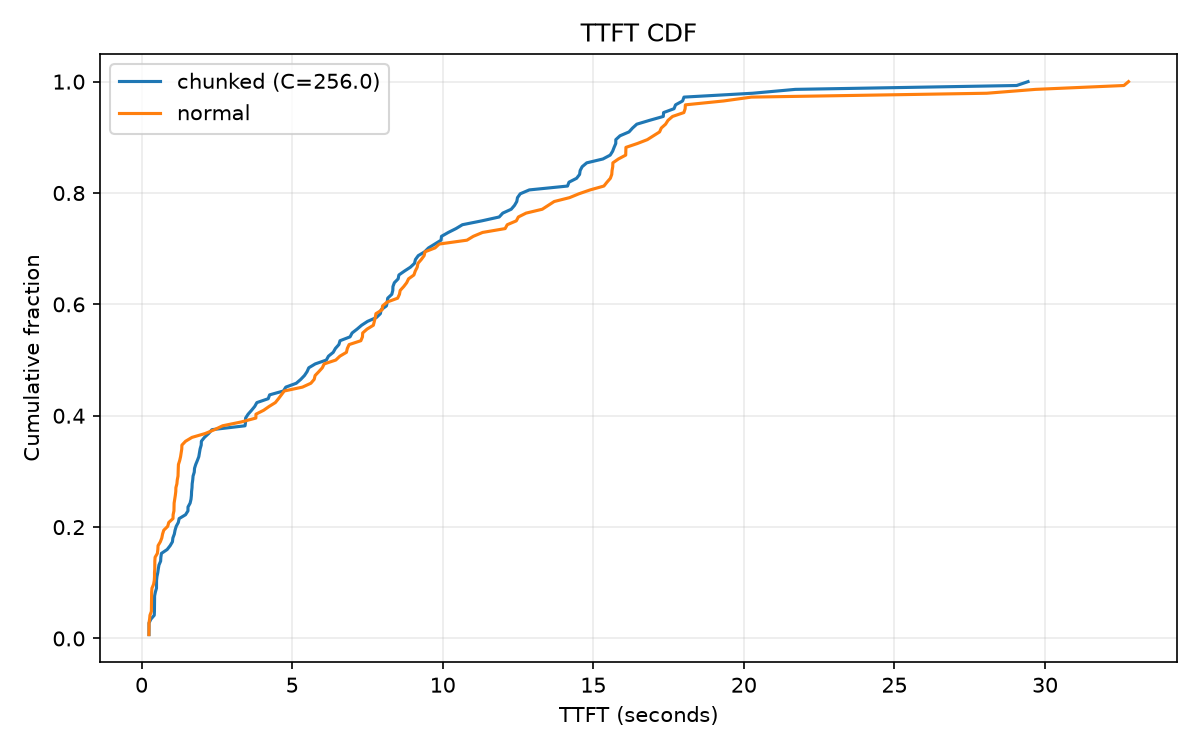 TTFT CDF
chunked (C=256.0)
normal
Cumulative fraction
1.0
0.8
0.6
0.4
0.2
0.0
0 5 10 15 20 25 30
TTFT (seconds)